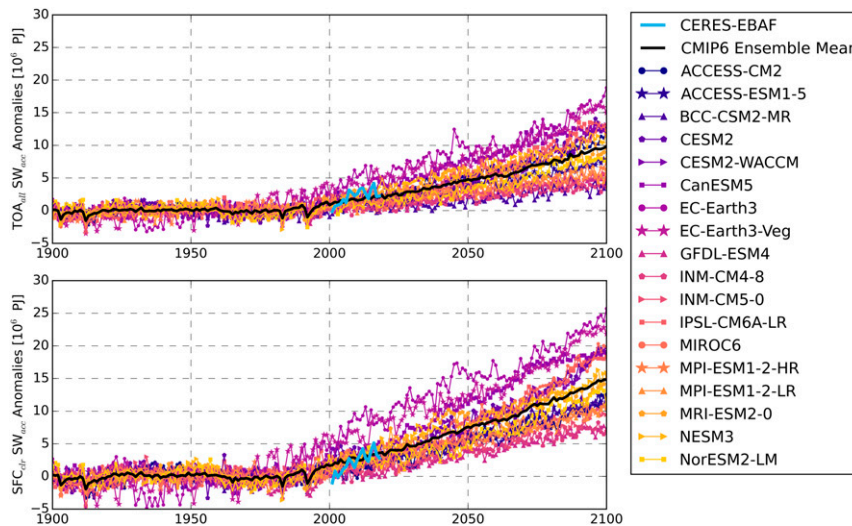 35
30
25
20
15
10
5
0
−5
TOA_all SW_acc Anomalies [10^6 PJ]
1900 1950 2000 2050 2100
30
25
20
15
10
5
0
−5
SFC_clr SW_acc Anomalies [10^6 PJ]
1900 1950 2000 2050 2100
CERES-EBAF
CMIP6 Ensemble Mean
ACCESS-CM2
ACCESS-ESM1-5
BCC-CSM2-MR
CESM2
CESM2-WACCM
CanESM5
EC-Earth3
EC-Earth3-Veg
GFDL-ESM4
INM-CM4-8
INM-CM5-0
IPSL-CM6A-LR
MIROC6
MPI-ESM1-2-HR
MPI-ESM1-2-LR
MRI-ESM2-0
NESM3
NorESM2-LM